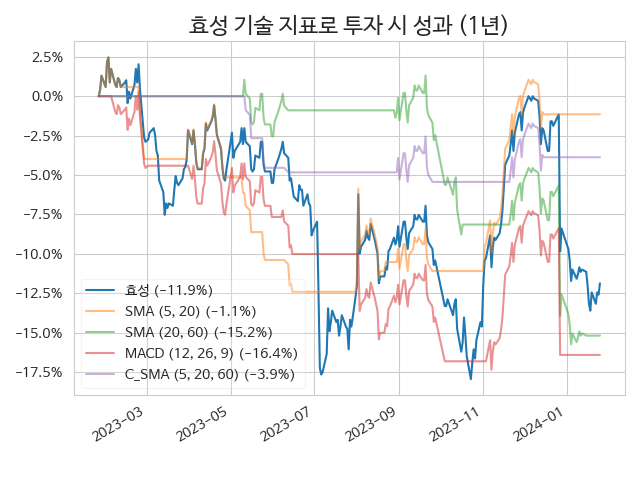 효성 기술 지표로 투자 시 성과 (1년)
2.5%
0.0%
−2.5%
−5.0%
−7.5%
−10.0%
−12.5%
−15.0%
−17.5%
효성 (−11.9%)
SMA (5, 20) (−1.1%)
SMA (20, 60) (−15.2%)
MACD (12, 26, 9) (−16.4%)
C_SMA (5, 20, 60) (−3.9%)
2023−03
2023−05
2023−07
2023−09
2023−11
2024−01